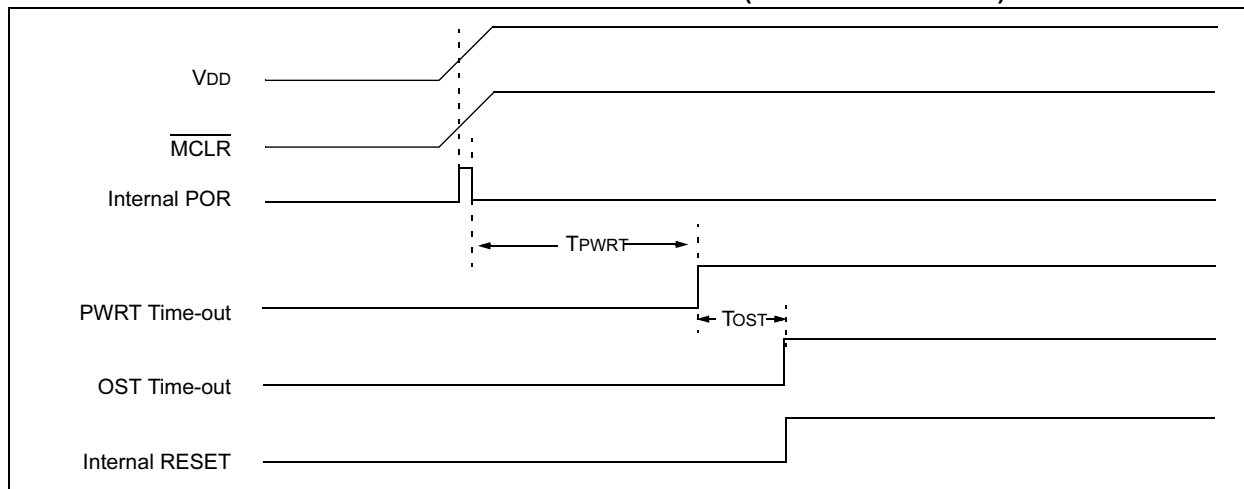 VDD
MCLR
Internal POR
TPWRT
PWRT Time-out
TOST
OST Time-out
Internal RESET